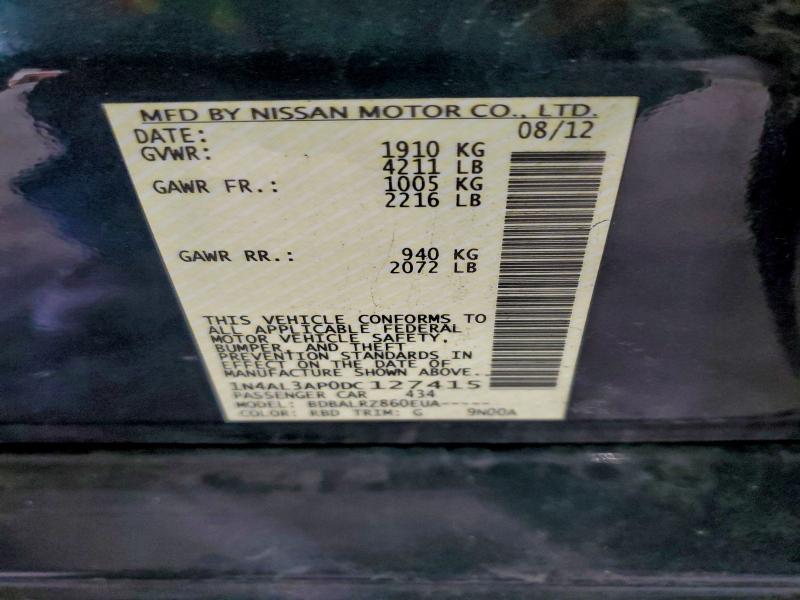 MFD BY NISSAN MOTOR CO., LTD.
DATE: 08/12
GVWR: 1910 KG
4211 LB
GAWR FR.: 1005 KG
2216 LB
GAWR RR.: 940 KG
2072 LB
THIS VEHICLE CONFORMS TO
ALL APPLICABLE FEDERAL
MOTOR VEHICLE SAFETY,
BUMPER, AND THEFT
PREVENTION STANDARDS IN
EFFECT ON THE DATE OF
MANUFACTURE SHOWN ABOVE.
1N4AL3AP0DC127415
PASSENGER CAR 434
MODEL: BDBALRZ860EUA-----
COLOR: RBD TRIM: G 9N00A